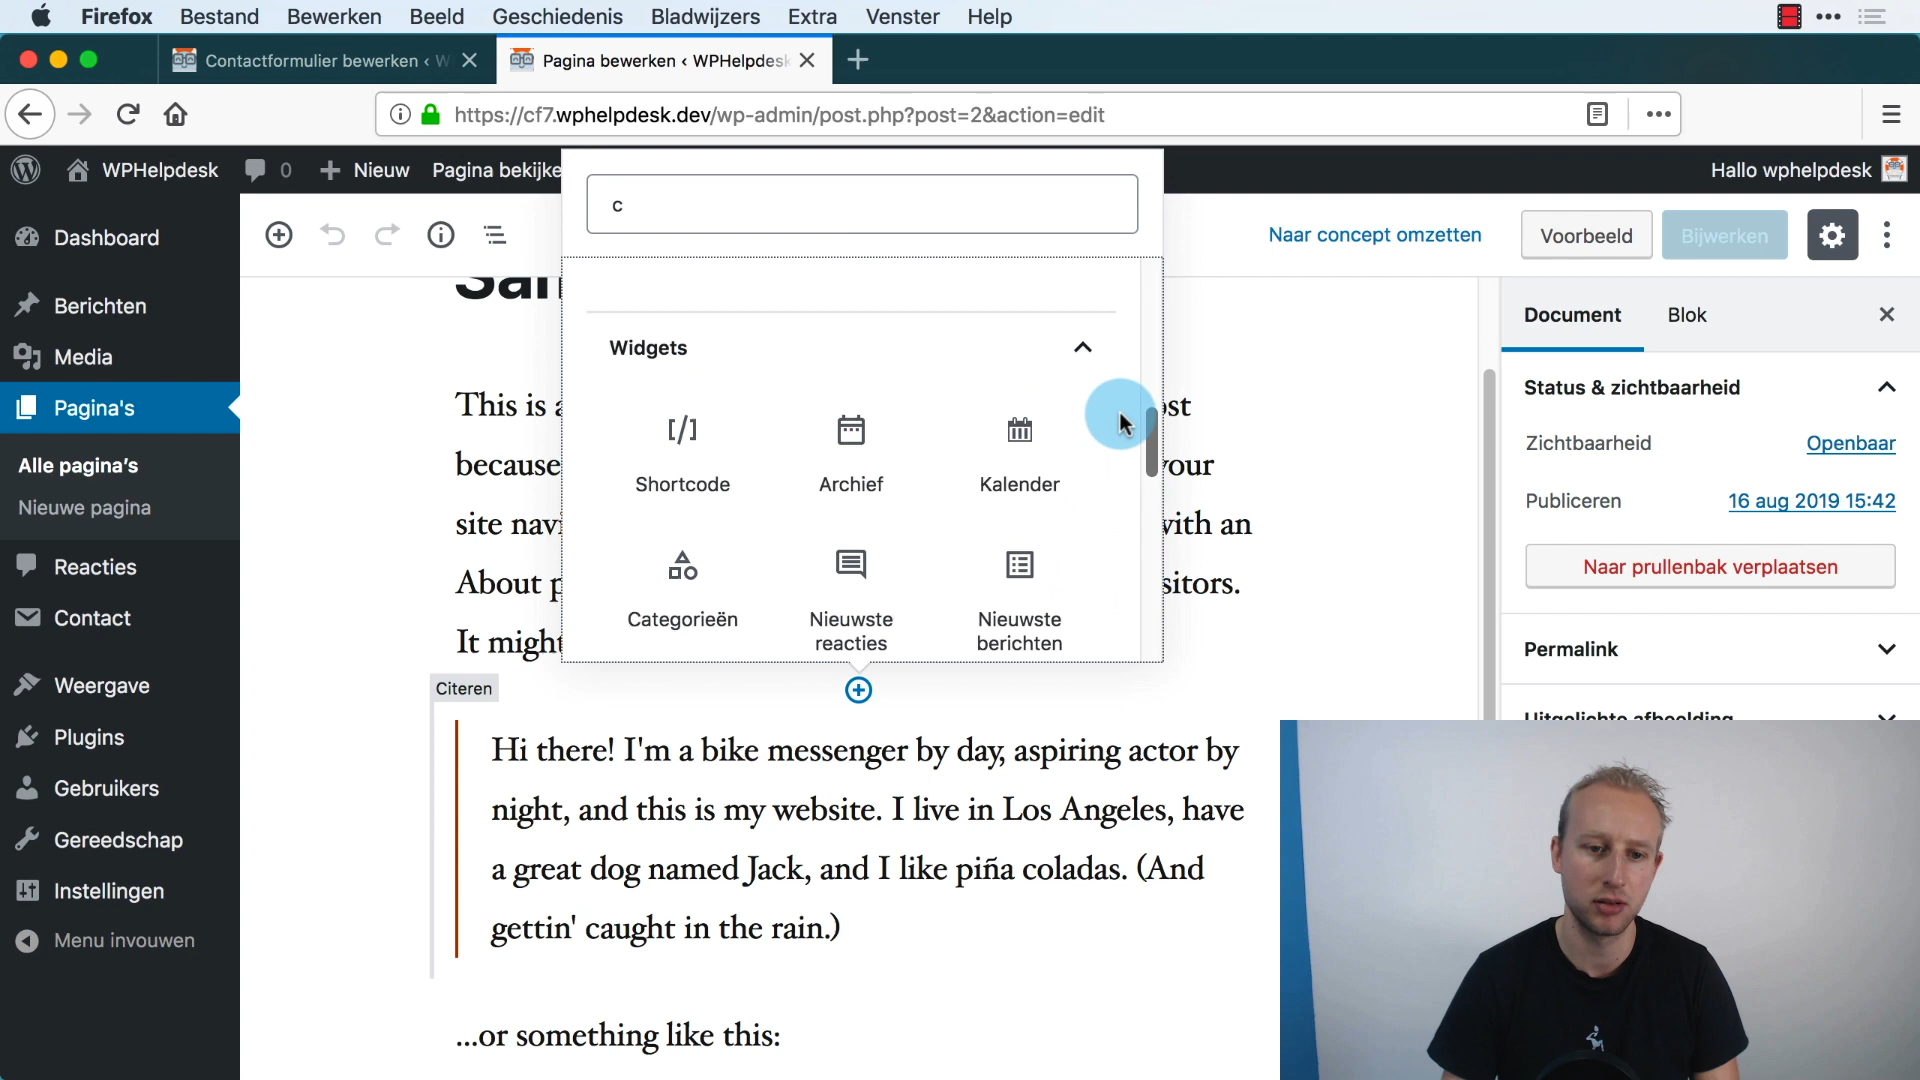 Firefox Bestand Bewerken Beeld Geschiedenis Bladwijzers Extra Venster Help
Contactformulier bewerken ‹ W
Pagina bewerken ‹ WPHelpdesk
https://cf7.wphelpdesk.dev/wp-admin/post.php?post=2&action=edit
WPHelpdesk 0 Nieuw Pagina bekijke
Hallo wphelpdesk
c
Naar concept omzetten
Voorbeeld
Bijwerken
Dashboard
Berichten
Media
Pagina's
Alle pagina's
Nieuwe pagina
Reacties
Contact
Weergave
Plugins
Gebruikers
Gereedschap
Instellingen
Menu invouwen
Widgets
Shortcode
Archief
Kalender
Categorieën
Nieuwste
reacties
Nieuwste
berichten
This is
because
your
site
with an
About
It might
Citeren
Hi there! I'm a bike messenger by day, aspiring actor by
night, and this is my website. I live in Los Angeles, have
a great dog named Jack, and I like piña coladas. (And
gettin' caught in the rain.)
...or something like this:
Document
Blok
Status & zichtbaarheid
Zichtbaarheid
Openbaar
Publiceren
16 aug 2019 15:42
Naar prullenbak verplaatsen
Permalink
Uitgelichte afbeelding